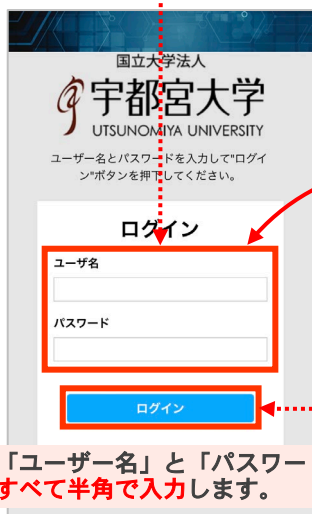 国立大学法人
宇都宮大学
UTSUNOMIYA UNIVERSITY
ユーザー名とパスワードを入力して"ログイ
ン"ボタンを押下してください。
ログイン
ユーザ名
パスワード
ログイン
「ユーザー名」と「パスワー
すべて半角で入力します。